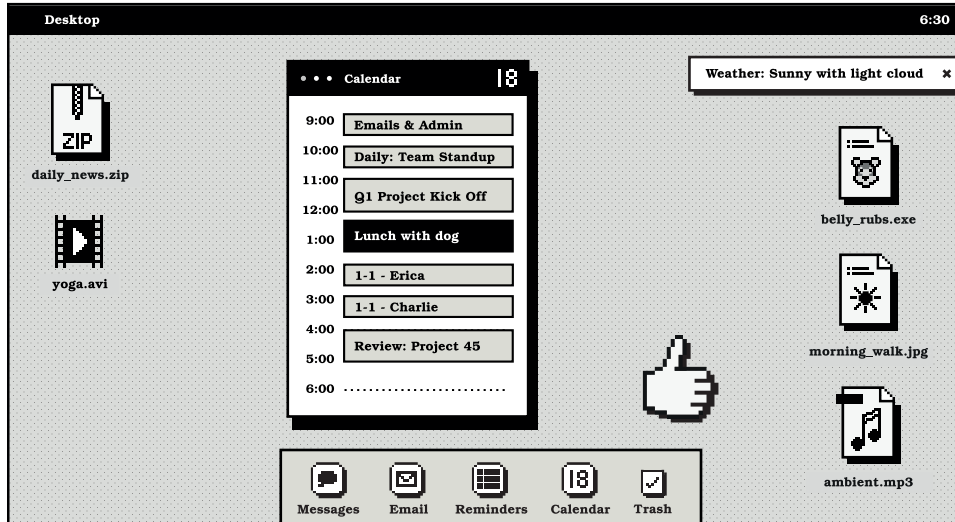 Desktop
6:30
Calendar 18
9:00 Emails & Admin
10:00 Daily: Team Standup
11:00 Q1 Project Kick Off
12:00
1:00 Lunch with dog
2:00 1-1 - Erica
3:00 1-1 - Charlie
4:00 Review: Project 45
5:00
6:00
Weather: Sunny with light cloud
ZIP
daily_news.zip
yoga.avi
belly_rubs.exe
morning_walk.jpg
ambient.mp3
18
Messages
Email
Reminders
Calendar
Trash